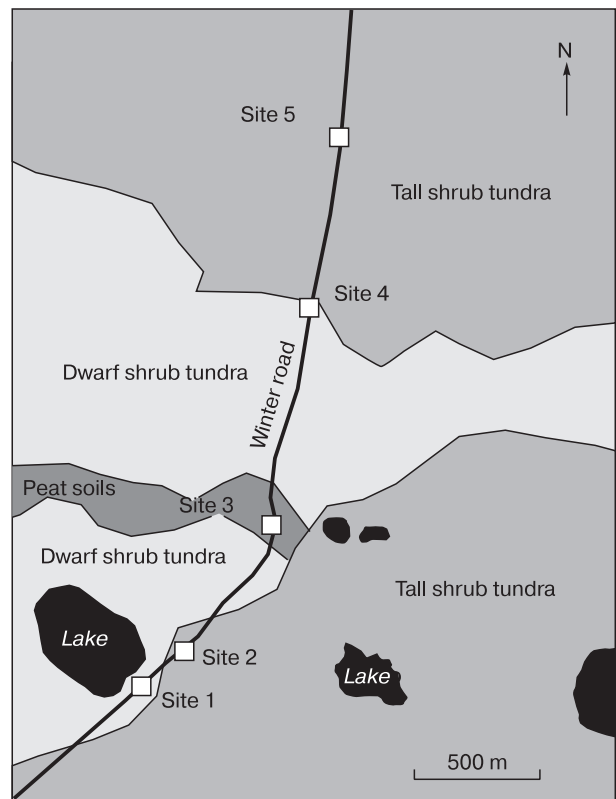 N
Site 5
Tall shrub tundra
Site 4
Dwarf shrub tundra
Winter road
Peat soils
Site 3
Dwarf shrub tundra
Tall shrub tundra
Lake
Site 2
Lake
Site 1
500 m